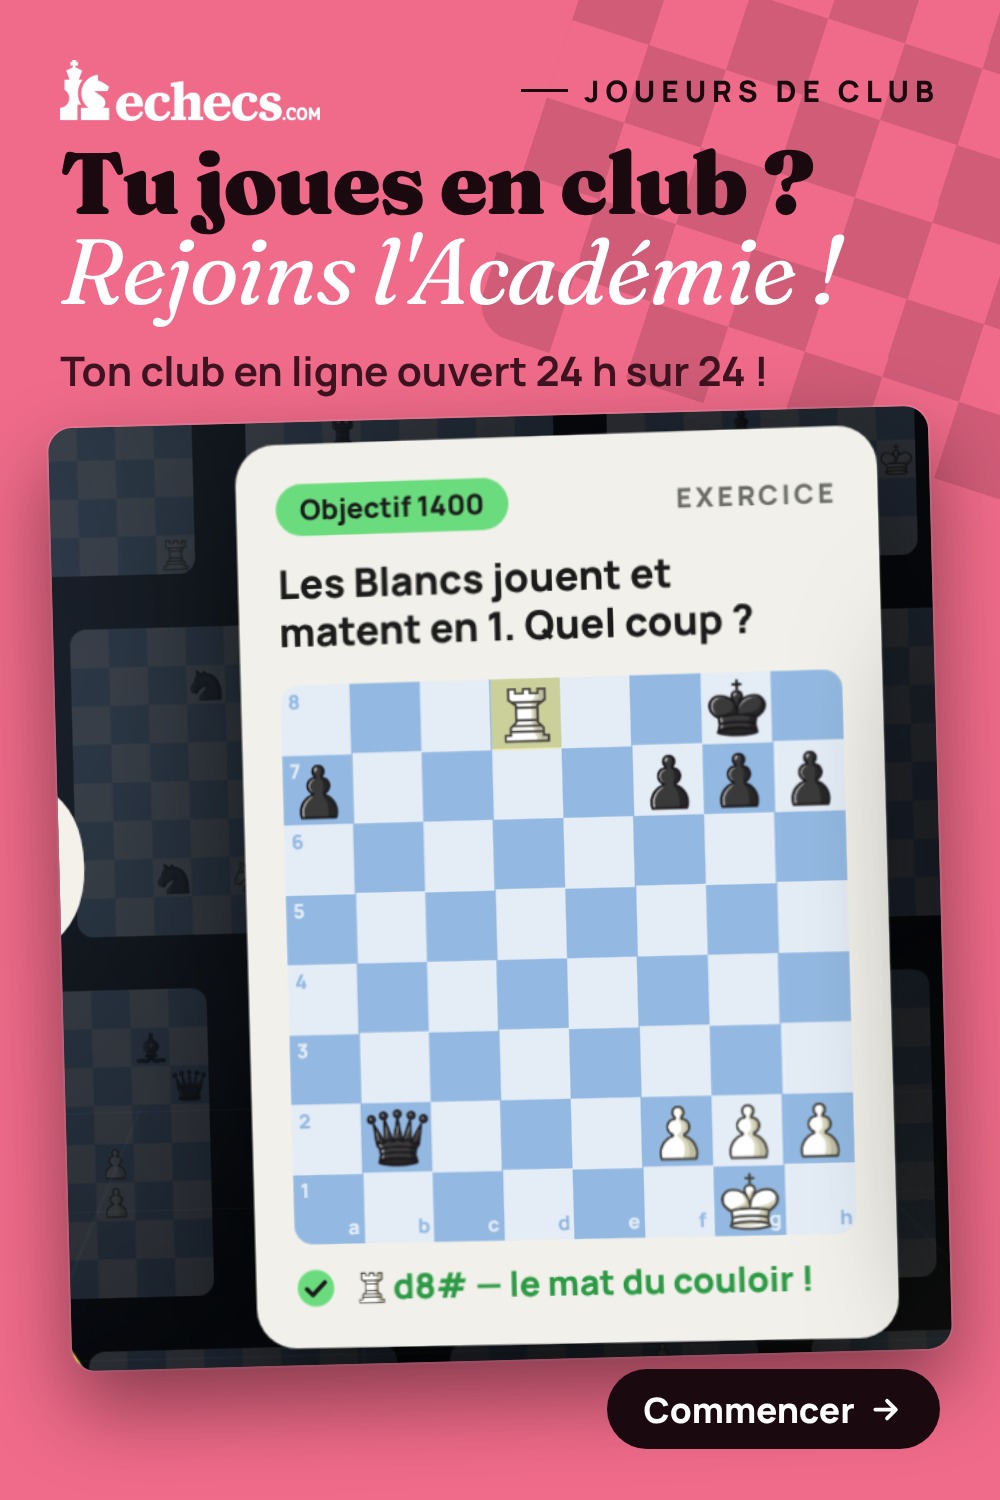 echecs.COM
JOUEURS DE CLUB
Tu joues en club ?
Rejoins l'Académie !
Ton club en ligne ouvert 24 h sur 24 !
Objectif 1400
EXERCICE
Les Blancs jouent et
matent en 1. Quel coup ?
8
7
6
5
4
3
2
1
a b c d e f g h
♖d8# — le mat du couloir !
Commencer →